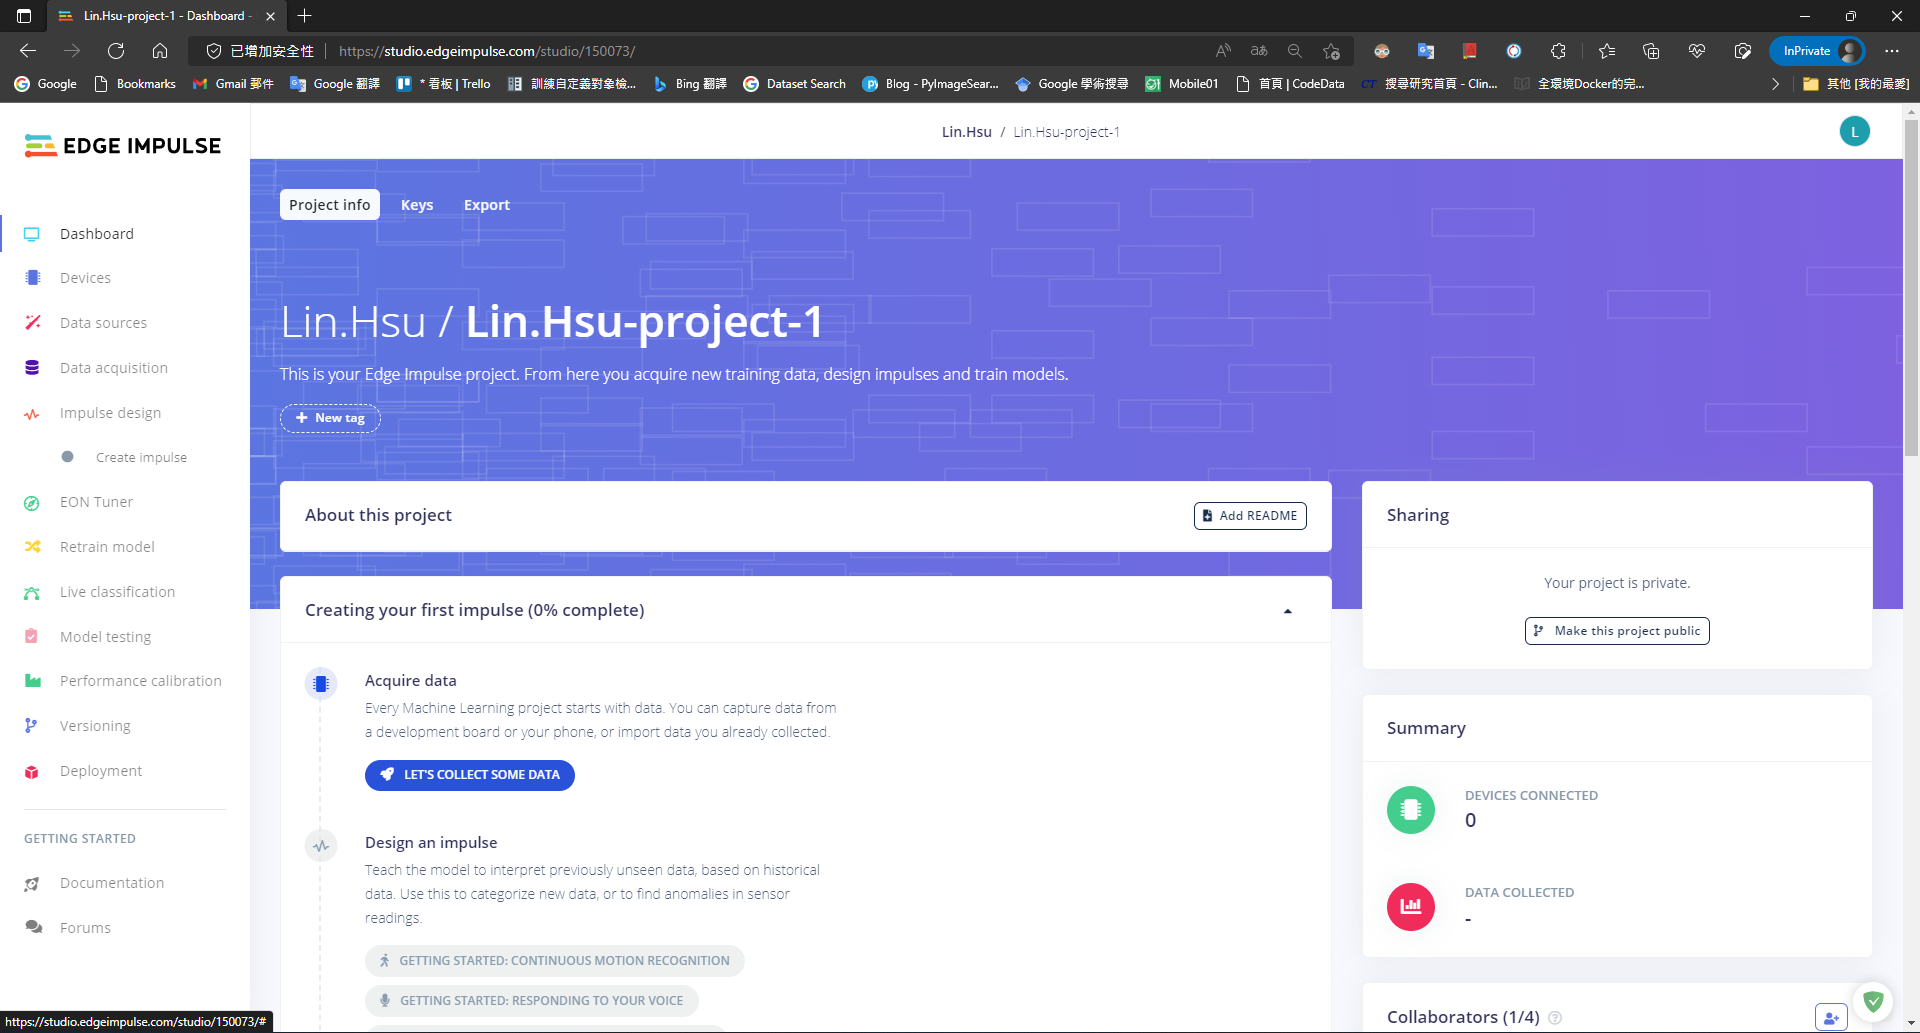 Lin.Hsu-project-1 - Dashboard -
已增加安全性
https://studio.edgeimpulse.com/studio/150073/
InPrivate
Google
Bookmarks
Gmail 郵件
Google 翻譯
* 看板 | Trello
訓練自定義對象檢...
Bing 翻譯
Dataset Search
Blog - PyImageSear...
Google 學術搜尋
Mobile01
首頁 | CodeData
搜尋研究首頁 - Clin...
全環境Docker的完...
其他 [我的最愛]
EDGE IMPULSE
Lin.Hsu / Lin.Hsu-project-1
L
Dashboard
Devices
Data sources
Data acquisition
Impulse design
Create impulse
EON Tuner
Retrain model
Live classification
Model testing
Performance calibration
Versioning
Deployment
GETTING STARTED
Documentation
Forums
https://studio.edgeimpulse.com/studio/150073/#
Project info
Keys
Export
Lin.Hsu / Lin.Hsu-project-1
This is your Edge Impulse project. From here you acquire new training data, design impulses and train models.
+ New tag
About this project
Add README
Creating your first impulse (0% complete)
Acquire data
Every Machine Learning project starts with data. You can capture data from
a development board or your phone, or import data you already collected.
LET'S COLLECT SOME DATA
Design an impulse
Teach the model to interpret previously unseen data, based on historical
data. Use this to categorize new data, or to find anomalies in sensor
readings.
GETTING STARTED: CONTINUOUS MOTION RECOGNITION
GETTING STARTED: RESPONDING TO YOUR VOICE
Sharing
Your project is private.
Make this project public
Summary
DEVICES CONNECTED
0
DATA COLLECTED
-
Collaborators (1/4)